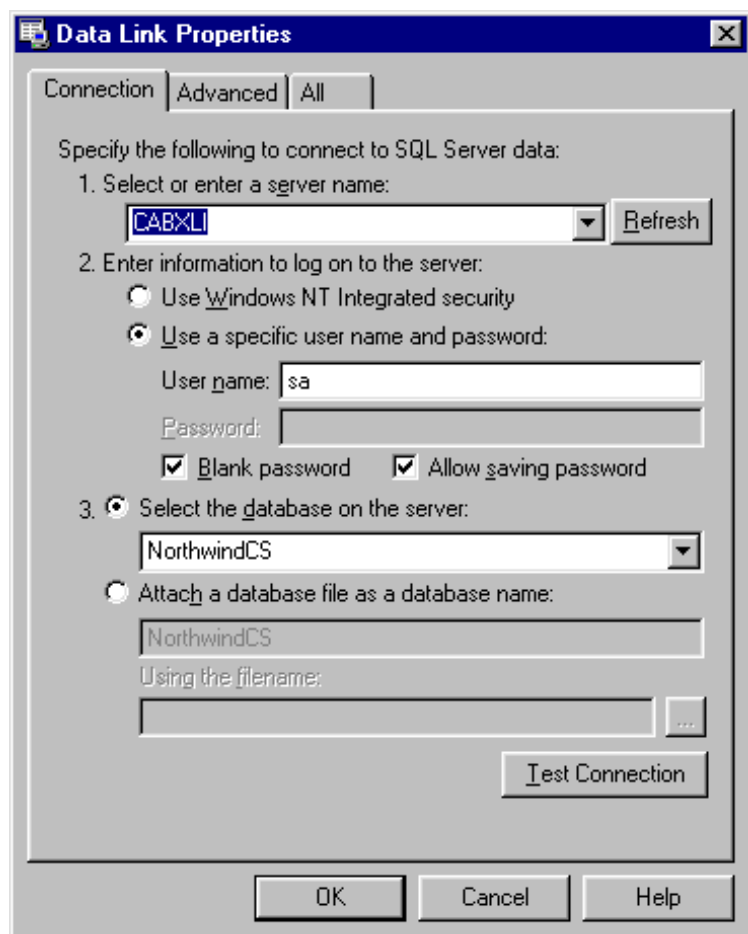 Data Link Properties
Connection Advanced All
Specify the following to connect to SQL Server data:
1. Select or enter a server name:
CABXLI Refresh
2. Enter information to log on to the server:
Use Windows NT Integrated security
Use a specific user name and password:
User name: sa
Password:
Blank password Allow saving password
3. Select the database on the server:
NorthwindCS
Attach a database file as a database name:
NorthwindCS
Using the filename:
...
Test Connection
OK Cancel Help